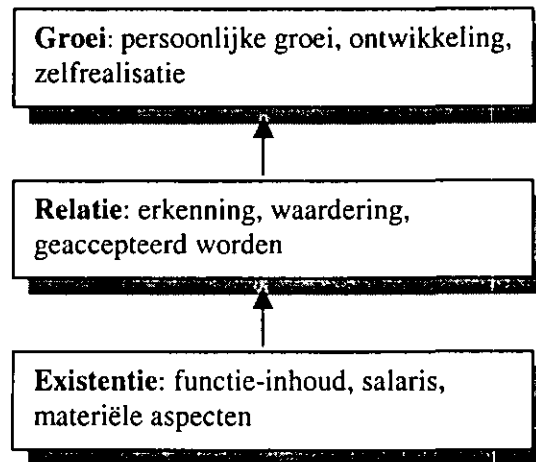 Groei: persoonlijke groei, ontwikkeling,
zelfrealisatie
Relatie: erkenning, waardering,
geaccepteerd worden
Existentie: functie-inhoud, salaris,
materiële aspecten